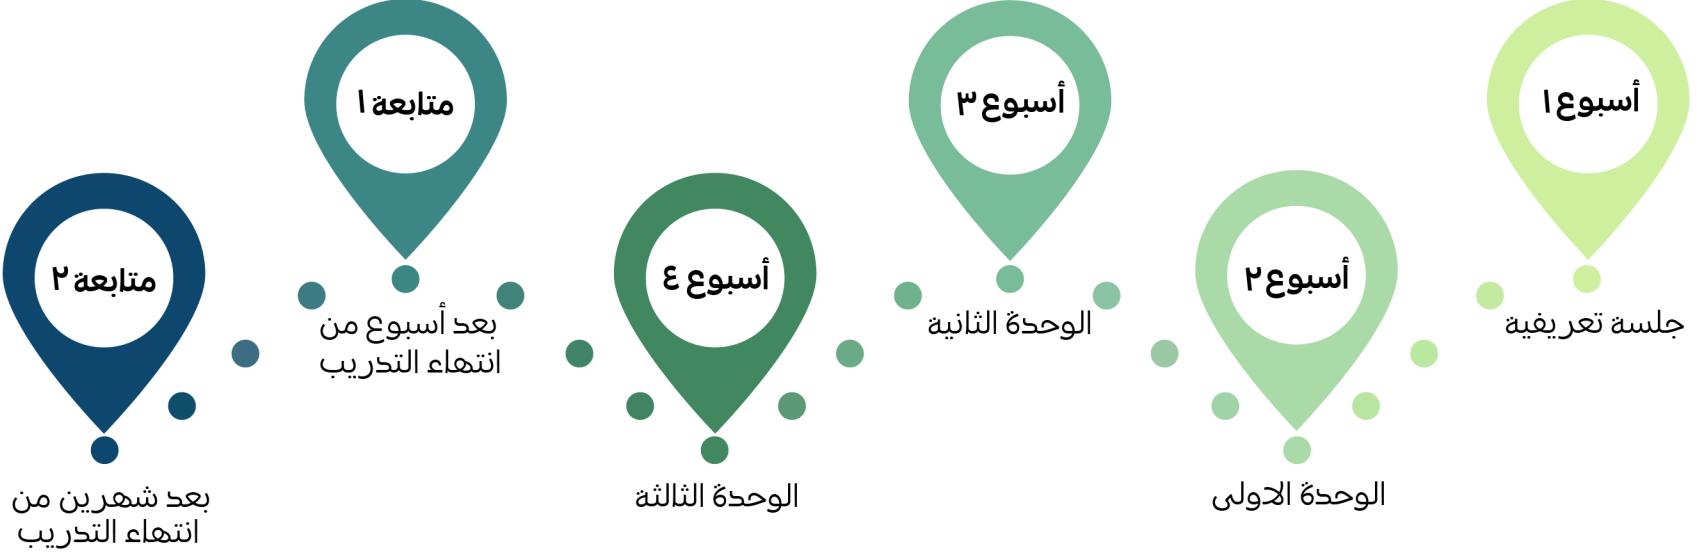 أسبوع ١
جلسة تعريفية
أسبوع ٢
الوحدة الاولى
أسبوع ٣
الوحدة الثانية
أسبوع ٤
الوحدة الثالثة
متابعة ١
بعد أسبوع من
انتهاء التدريب
متابعة ٢
بعد شهرين من
انتهاء التدريب